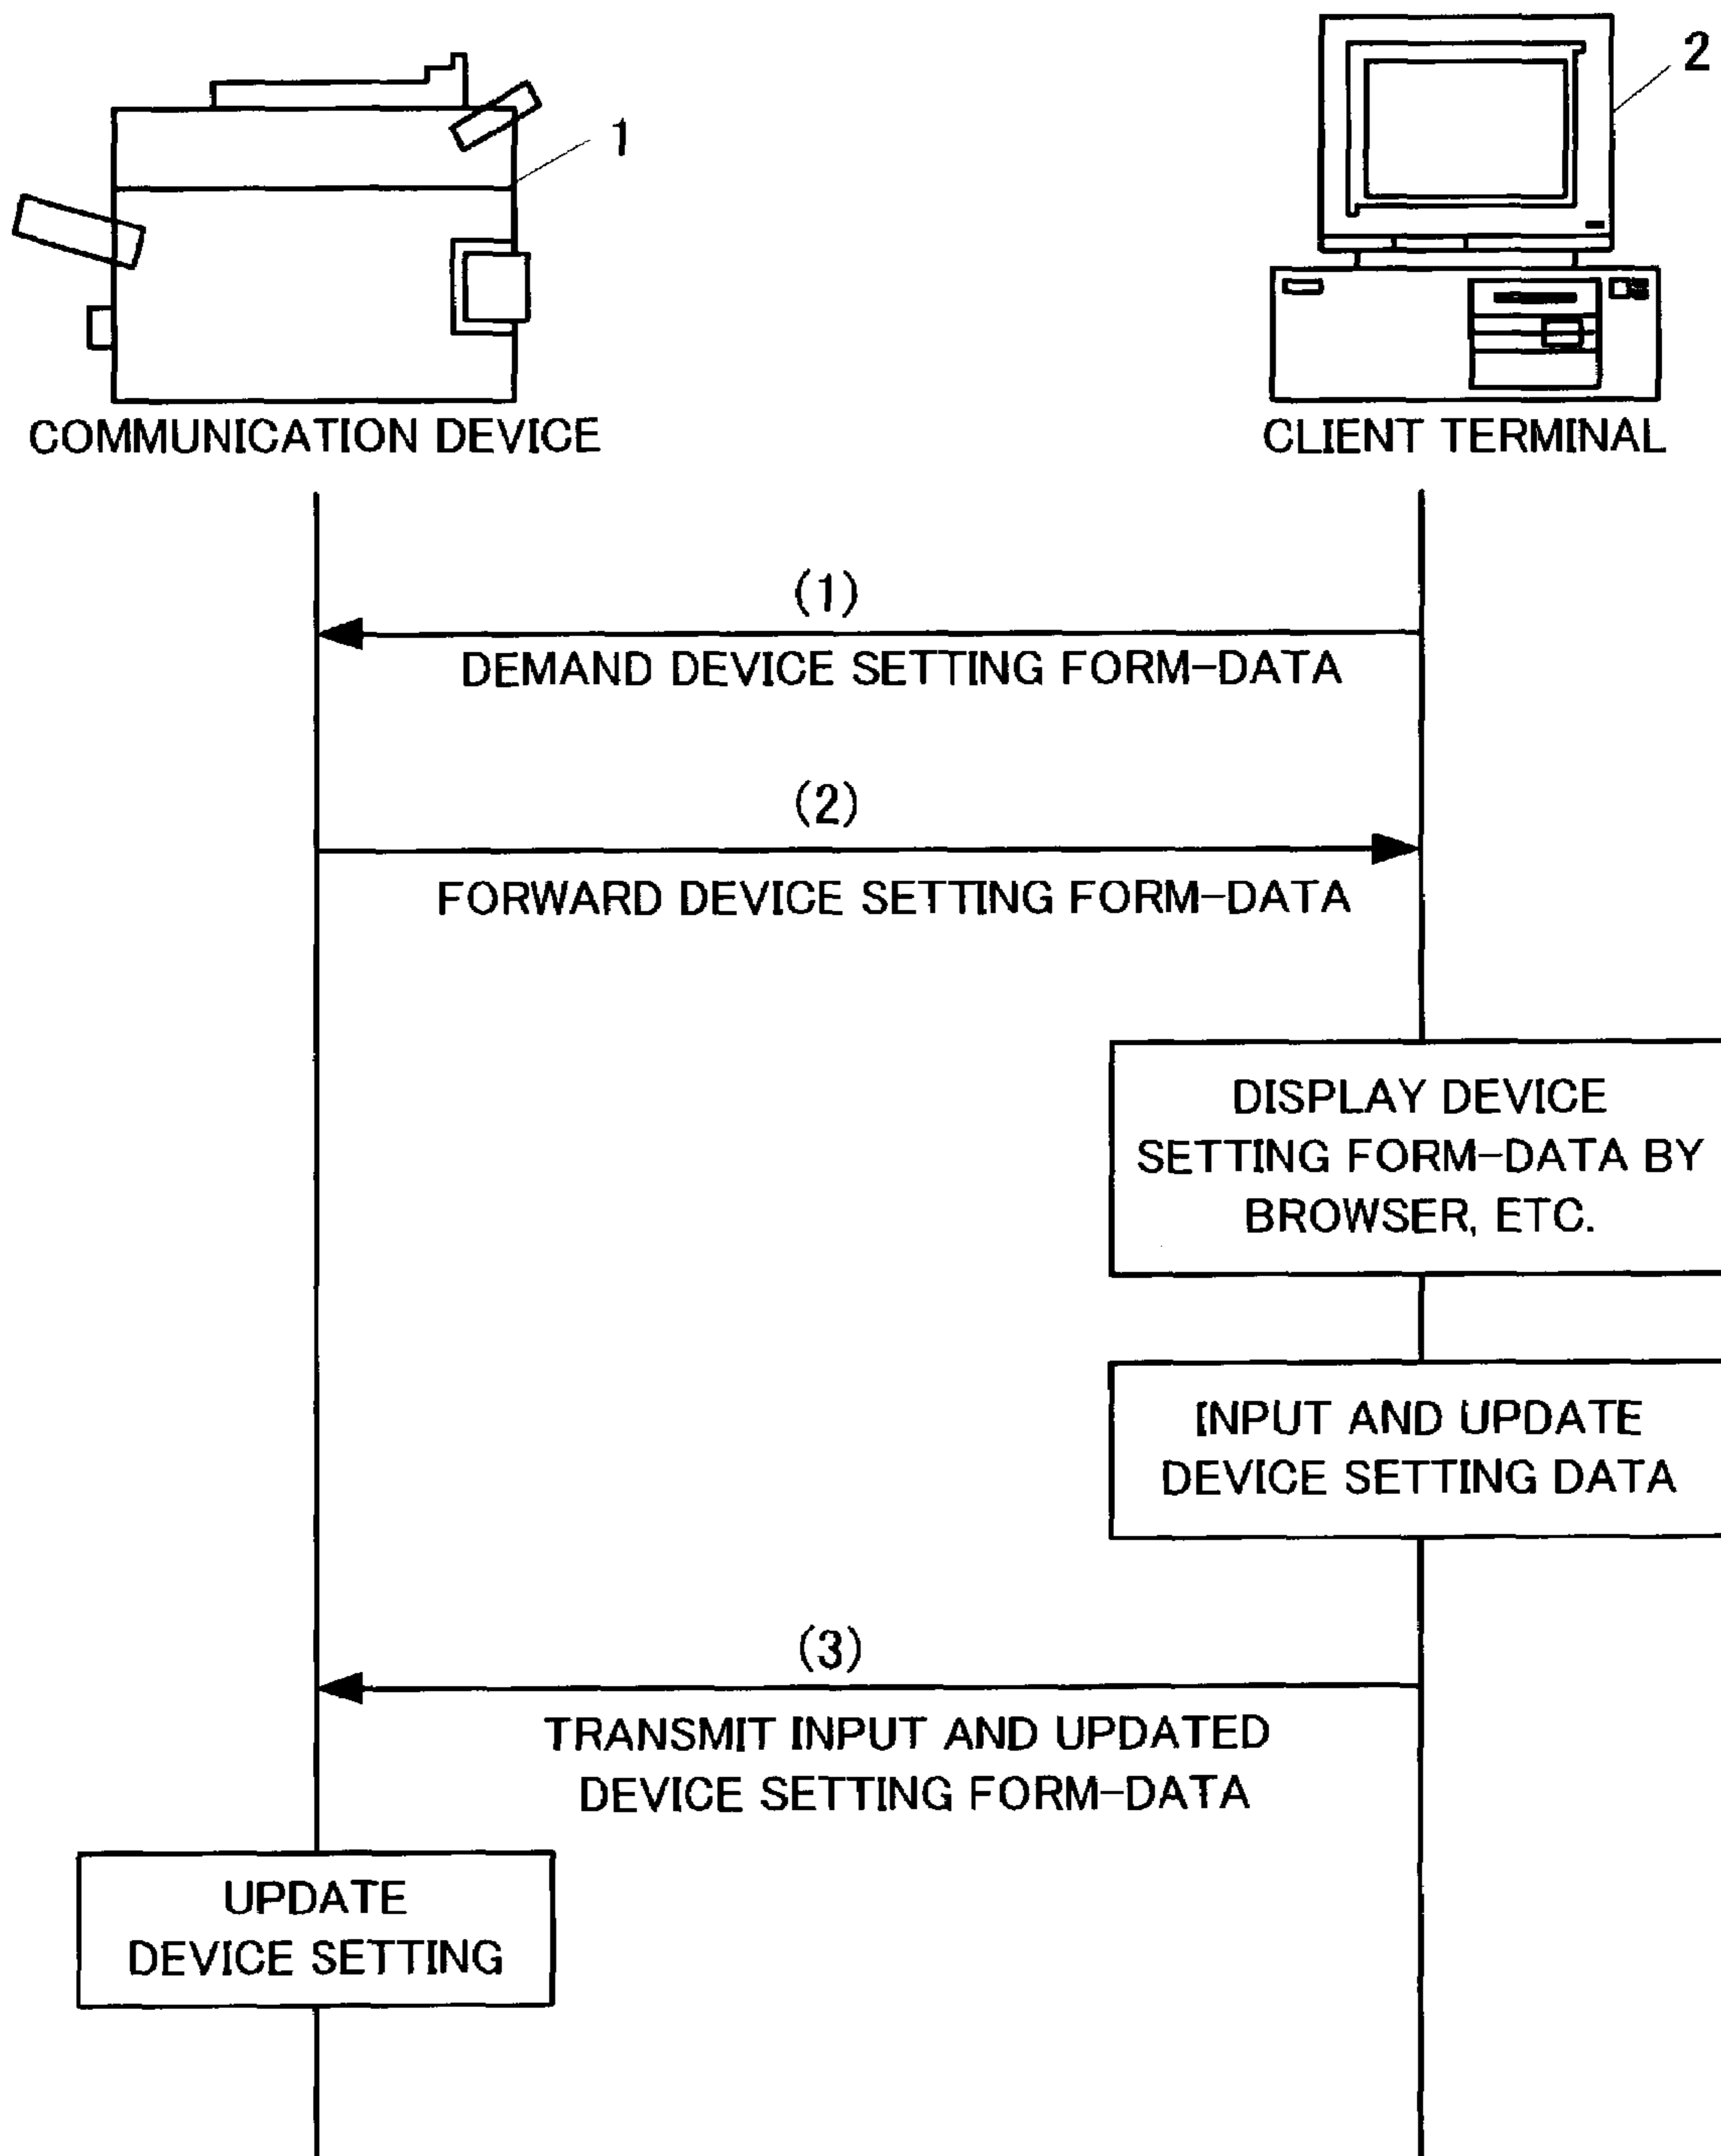 2
1
COMMUNICATION DEVICE
CLIENT TERMINAL
(1)
DEMAND DEVICE SETTING FORM-DATA
(2)
FORWARD DEVICE SETTING FORM-DATA
DISPLAY DEVICE
SETTING FORM-DATA BY
BROWSER, ETC.
INPUT AND UPDATE
DEVICE SETTING DATA
(3)
TRANSMIT INPUT AND UPDATED
DEVICE SETTING FORM-DATA
UPDATE
DEVICE SETTING